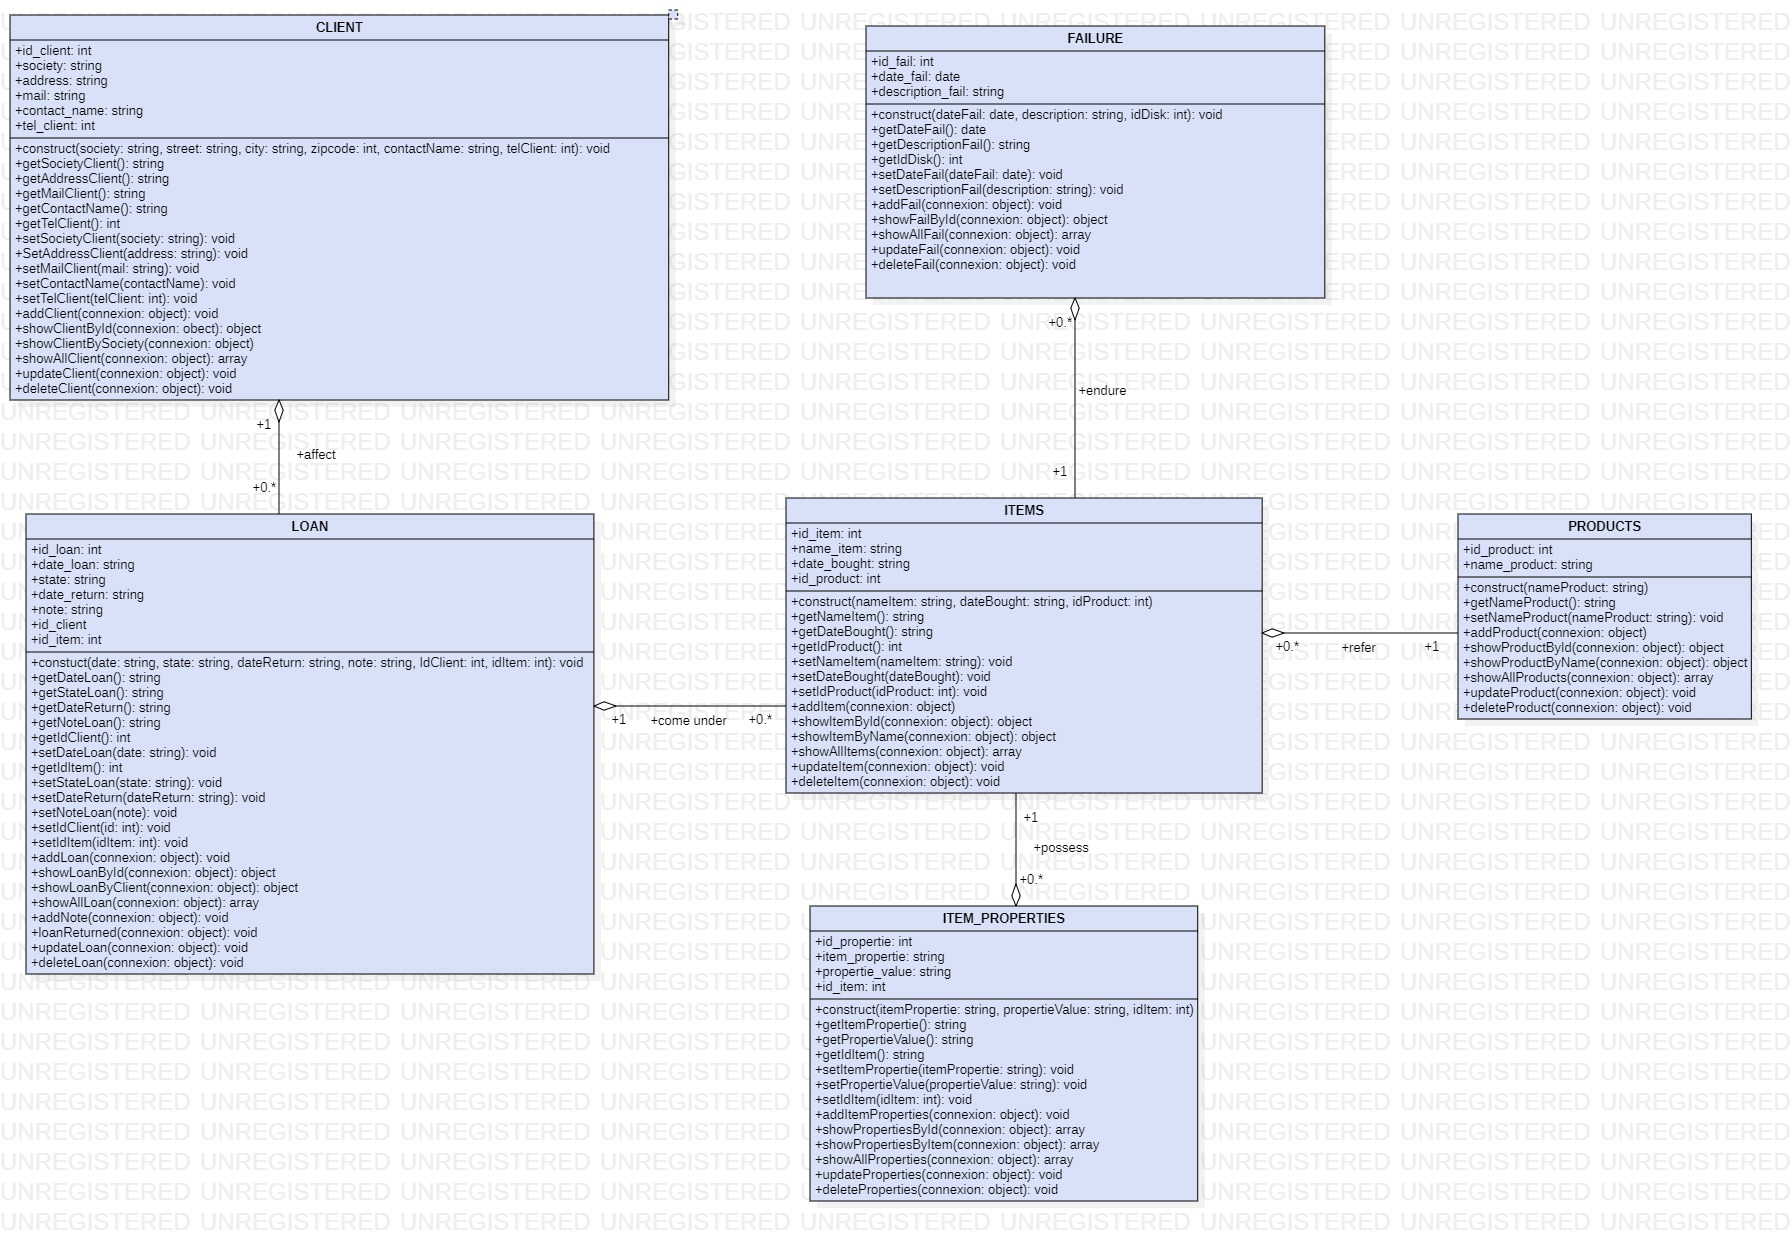 CLIENT
+id_client: int
+society: string
+address: string
+mail: string
+contact_name: string
+tel_client: int
+construct(society: string, street: string, city: string, zipcode: int, contactName: string, telClient: int): void
+getSocietyClient(): string
+getAddressClient(): string
+getMailClient(): string
+getContactName(): string
+getTelClient(): int
+setSocietyClient(society: string): void
+SetAddressClient(address: string): void
+setMailClient(mail: string): void
+setContactName(contactName): void
+setTelClient(telClient: int): void
+addClient(connexion: object): void
+showClientById(connexion: obect): object
+showClientBySociety(connexion: object)
+showAllClient(connexion: object): array
+updateClient(connexion: object): void
+deleteClient(connexion: object): void
FAILURE
+id_fail: int
+date_fail: date
+description_fail: string
+construct(dateFail: date, description: string, idDisk: int): void
+getDateFail(): date
+getDescriptionFail(): string
+getIdDisk(): int
+setDateFail(dateFail: date): void
+setDescriptionFail(description: string): void
+addFail(connexion: object): void
+showFailById(connexion: object): object
+showAllFail(connexion: object): array
+updateFail(connexion: object): void
+deleteFail(connexion: object): void
+0.*
+endure
+1
+1
+affect
+0.*
LOAN
+id_loan: int
+date_loan: string
+state: string
+date_return: string
+note: string
+id_client
+id_item: int
+constuct(date: string, state: string, dateReturn: string, note: string, IdClient: int, idItem: int): void
+getDateLoan(): string
+getStateLoan(): string
+getDateReturn(): string
+getNoteLoan(): string
+getIdClient(): int
+setDateLoan(date: string): void
+getIdItem(): int
+setStateLoan(state: string): void
+setDateReturn(dateReturn: string): void
+setNoteLoan(note): void
+setIdClient(id: int): void
+setIdItem(idItem: int): void
+addLoan(connexion: object): void
+showLoanById(connexion: object): object
+showLoanByClient(connexion: object): object
+showAllLoan(connexion: object): array
+addNote(connexion: object): void
+loanReturned(connexion: object): void
+updateLoan(connexion: object): void
+deleteLoan(connexion: object): void
+1 +come under +0.*
ITEMS
+id_item: int
+name_item: string
+date_bought: string
+id_product: int
+construct(nameItem: string, dateBought: string, idProduct: int)
+getNameItem(): string
+getDateBought(): string
+getIdProduct(): int
+setNameItem(nameItem: string): void
+setDateBought(dateBought): void
+setIdProduct(idProduct: int): void
+addItem(connexion: object)
+showItemById(connexion: object): object
+showItemByName(connexion: object): object
+showAllItems(connexion: object): array
+updateItem(connexion: object): void
+deleteItem(connexion: object): void
+0.* +refer +1
PRODUCTS
+id_product: int
+name_product: string
+construct(nameProduct: string)
+getNameProduct(): string
+setNameProduct(nameProduct: string): void
+addProduct(connexion: object)
+showProductById(connexion: object): object
+showProductByName(connexion: object): object
+showAllProducts(connexion: object): array
+updateProduct(connexion: object): void
+deleteProduct(connexion: object): void
+1
+possess
+0.*
ITEM_PROPERTIES
+id_propertie: int
+item_propertie: string
+propertie_value: string
+id_item: int
+construct(itemPropertie: string, propertieValue: string, idItem: int)
+getItemPropertie(): string
+getPropertieValue(): string
+getIdItem(): string
+setItemPropertie(itemPropertie: string): void
+setPropertieValue(propertieValue: string): void
+setIdItem(idItem: int): void
+addItemProperties(connexion: object): void
+showPropertiesById(connexion: object): array
+showPropertiesByItem(connexion: object): array
+showAllProperties(connexion: object): array
+updateProperties(connexion: object): void
+deleteProperties(connexion: object): void
UNREGISTERED